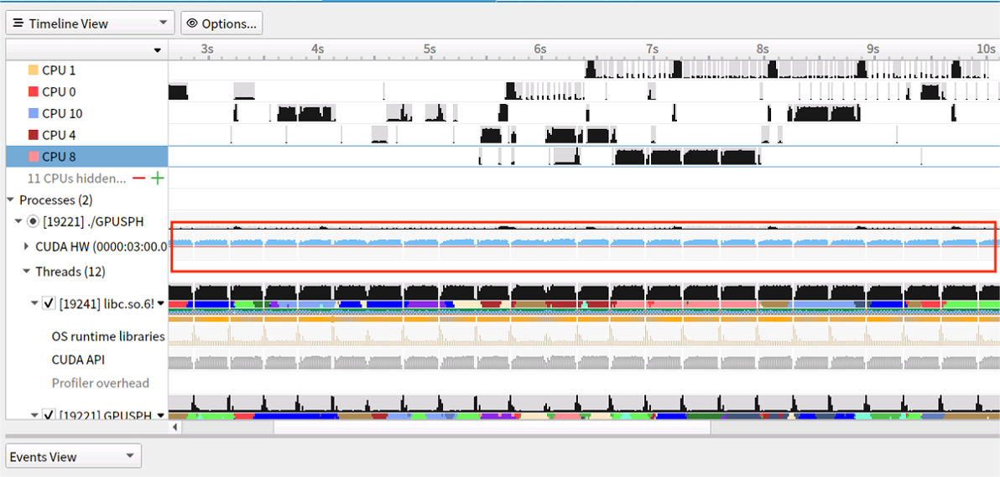 Timeline View
Options...
3s 4s 5s 6s 7s 8s 9s 10s
CPU 1
CPU 0
CPU 10
CPU 4
CPU 8
11 CPUs hidden...
Processes (2)
[19221] ./GPUSPH
CUDA HW (0000:03:00.0
Threads (12)
[19241] libc.so.6!
OS runtime libraries
CUDA API
Profiler overhead
[19221] GPUSPH
Events View